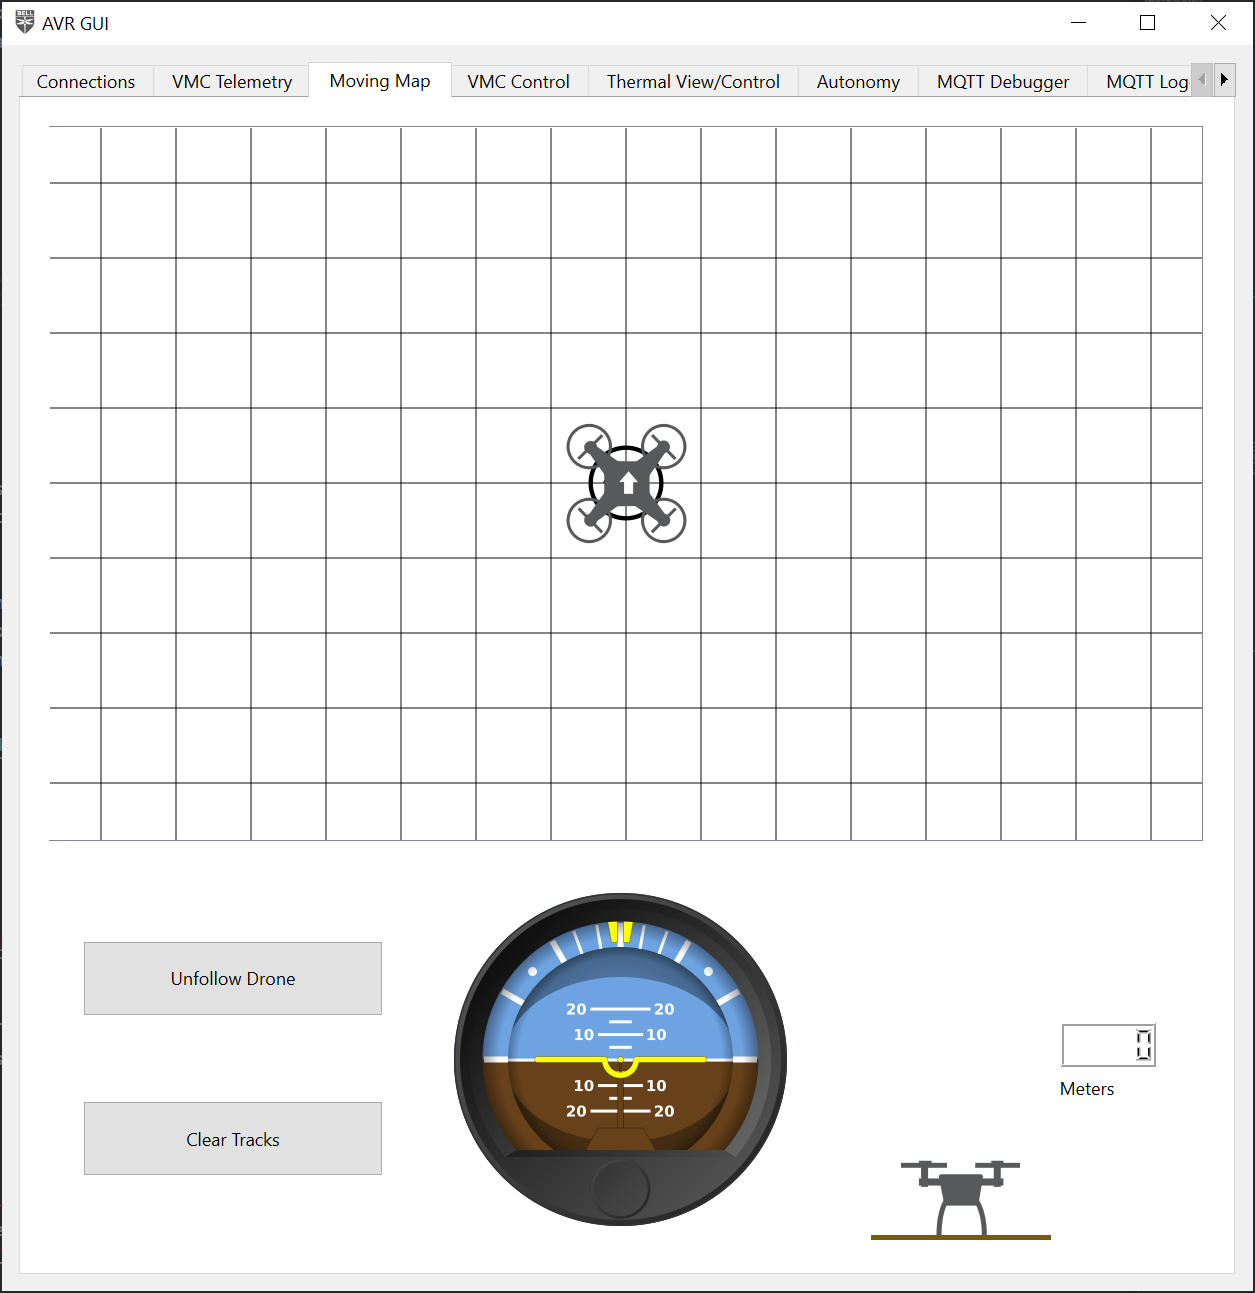 BELL
AVR GUI
Connections
VMC Telemetry
Moving Map
VMC Control
Thermal View/Control
Autonomy
MQTT Debugger
MQTT Log
20 20
10 10
10 10
20 20
Unfollow Drone
Clear Tracks
0
Meters